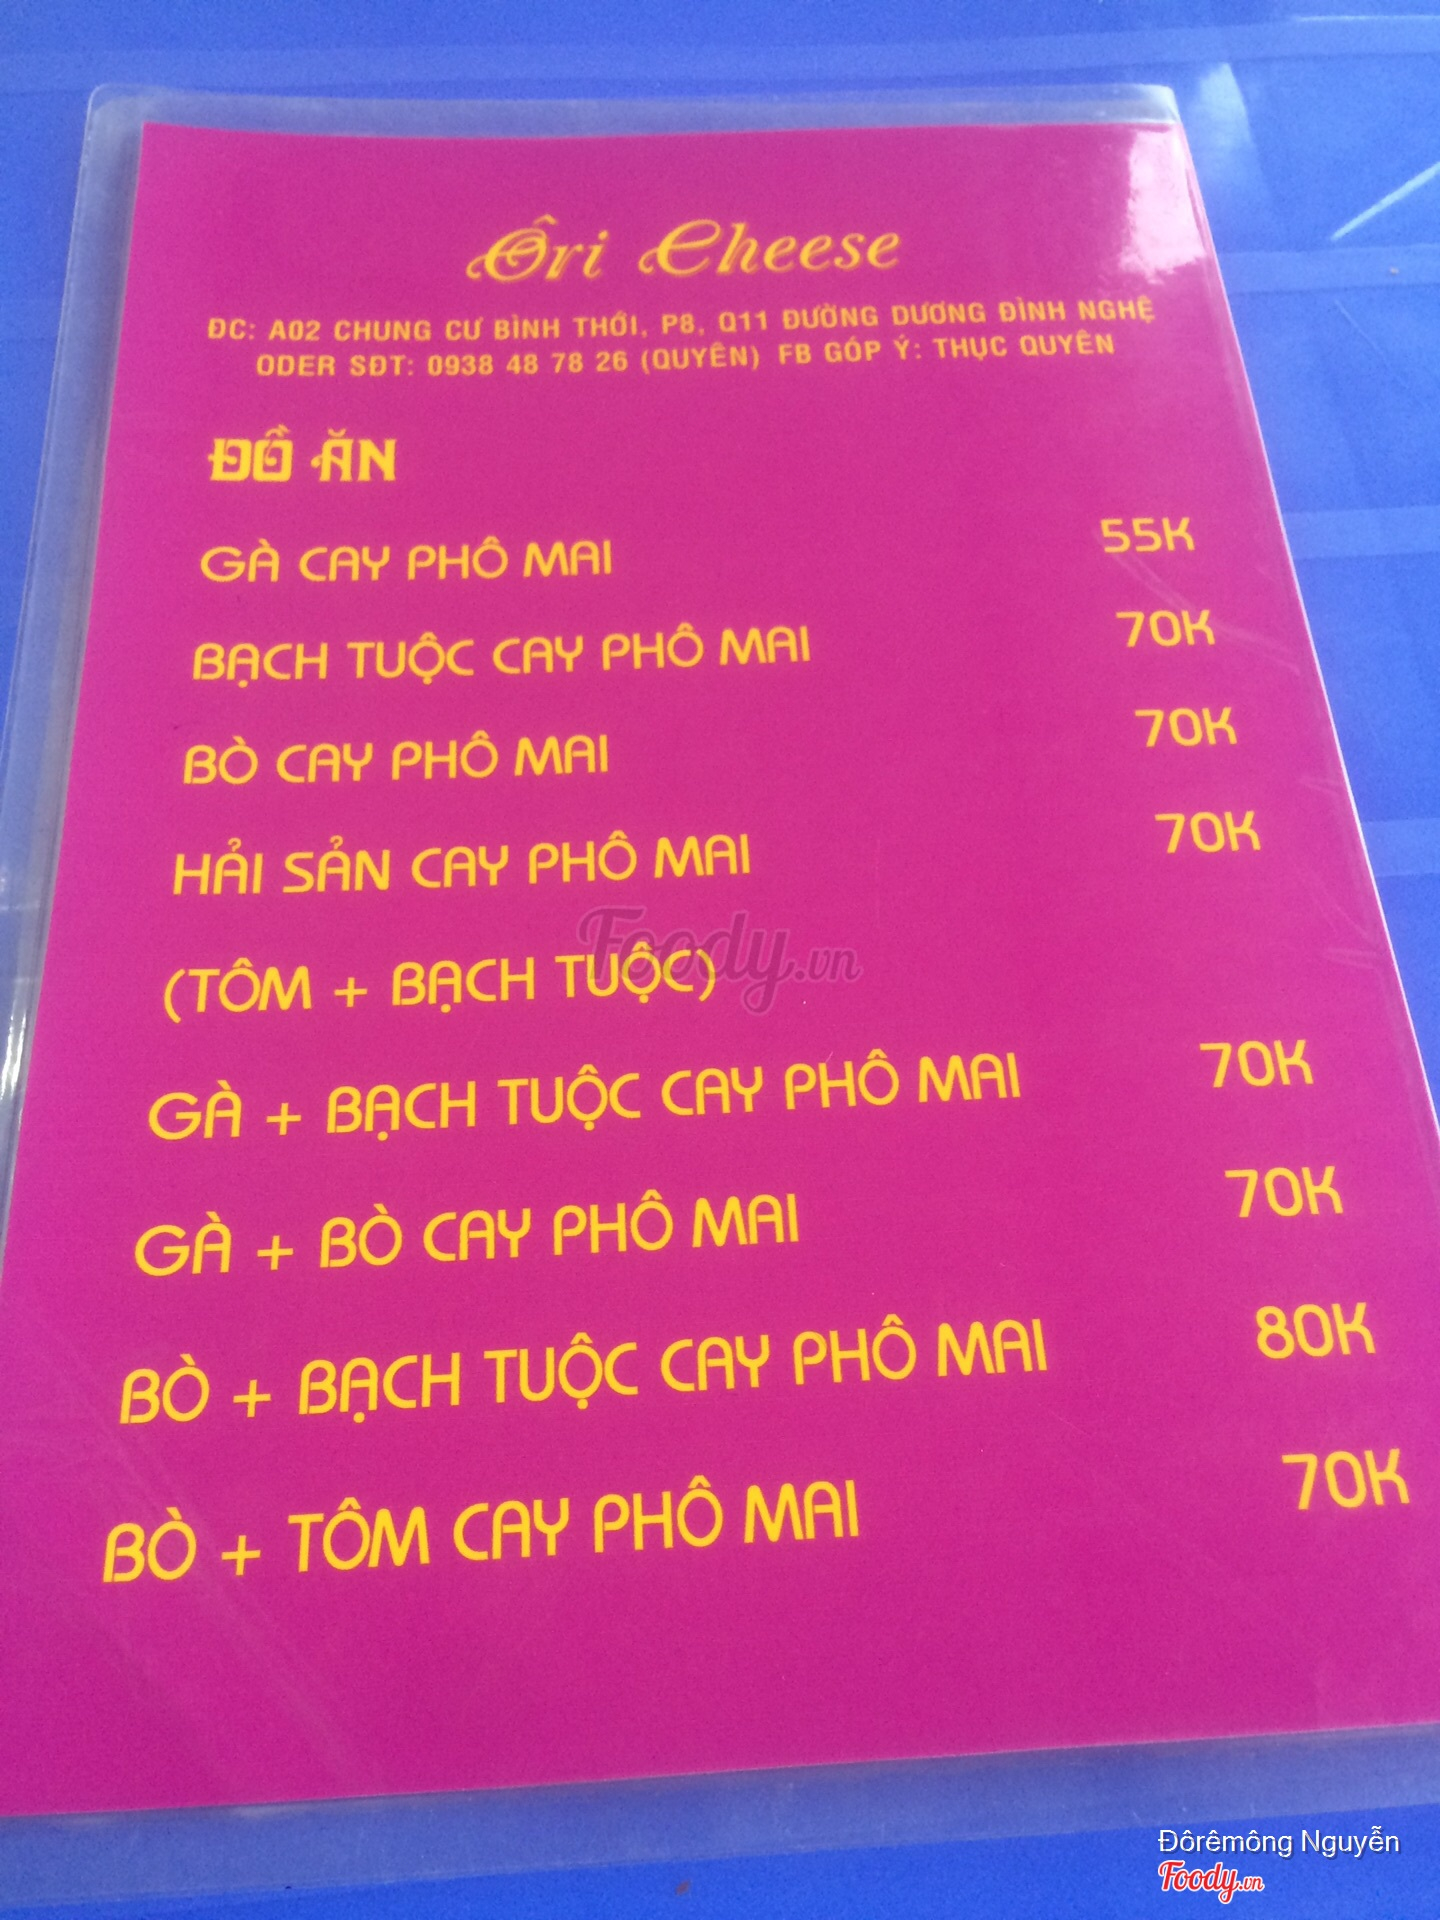 Ôri Cheese
ĐC: A02 CHUNG CƯ BÌNH THỚI, P8, Q11 ĐƯỜNG DƯƠNG ĐÌNH NGHỆ
ODER SĐT: 0938 48 78 26 (QUYÊN) FB GÓP Ý: THỤC QUYÊN
ĐỒ ĂN
GÀ CAY PHÔ MAI 55K
BẠCH TUỘC CAY PHÔ MAI 70K
BÒ CAY PHÔ MAI 70K
HẢI SẢN CAY PHÔ MAI 70K
(TÔM + BẠCH TUỘC)
Foody.vn
GÀ + BẠCH TUỘC CAY PHÔ MAI 70K
GÀ + BÒ CAY PHÔ MAI 70K
BÒ + BẠCH TUỘC CAY PHÔ MAI 80K
BÒ + TÔM CAY PHÔ MAI 70K
Đôrêmông Nguyễn
Foody.vn